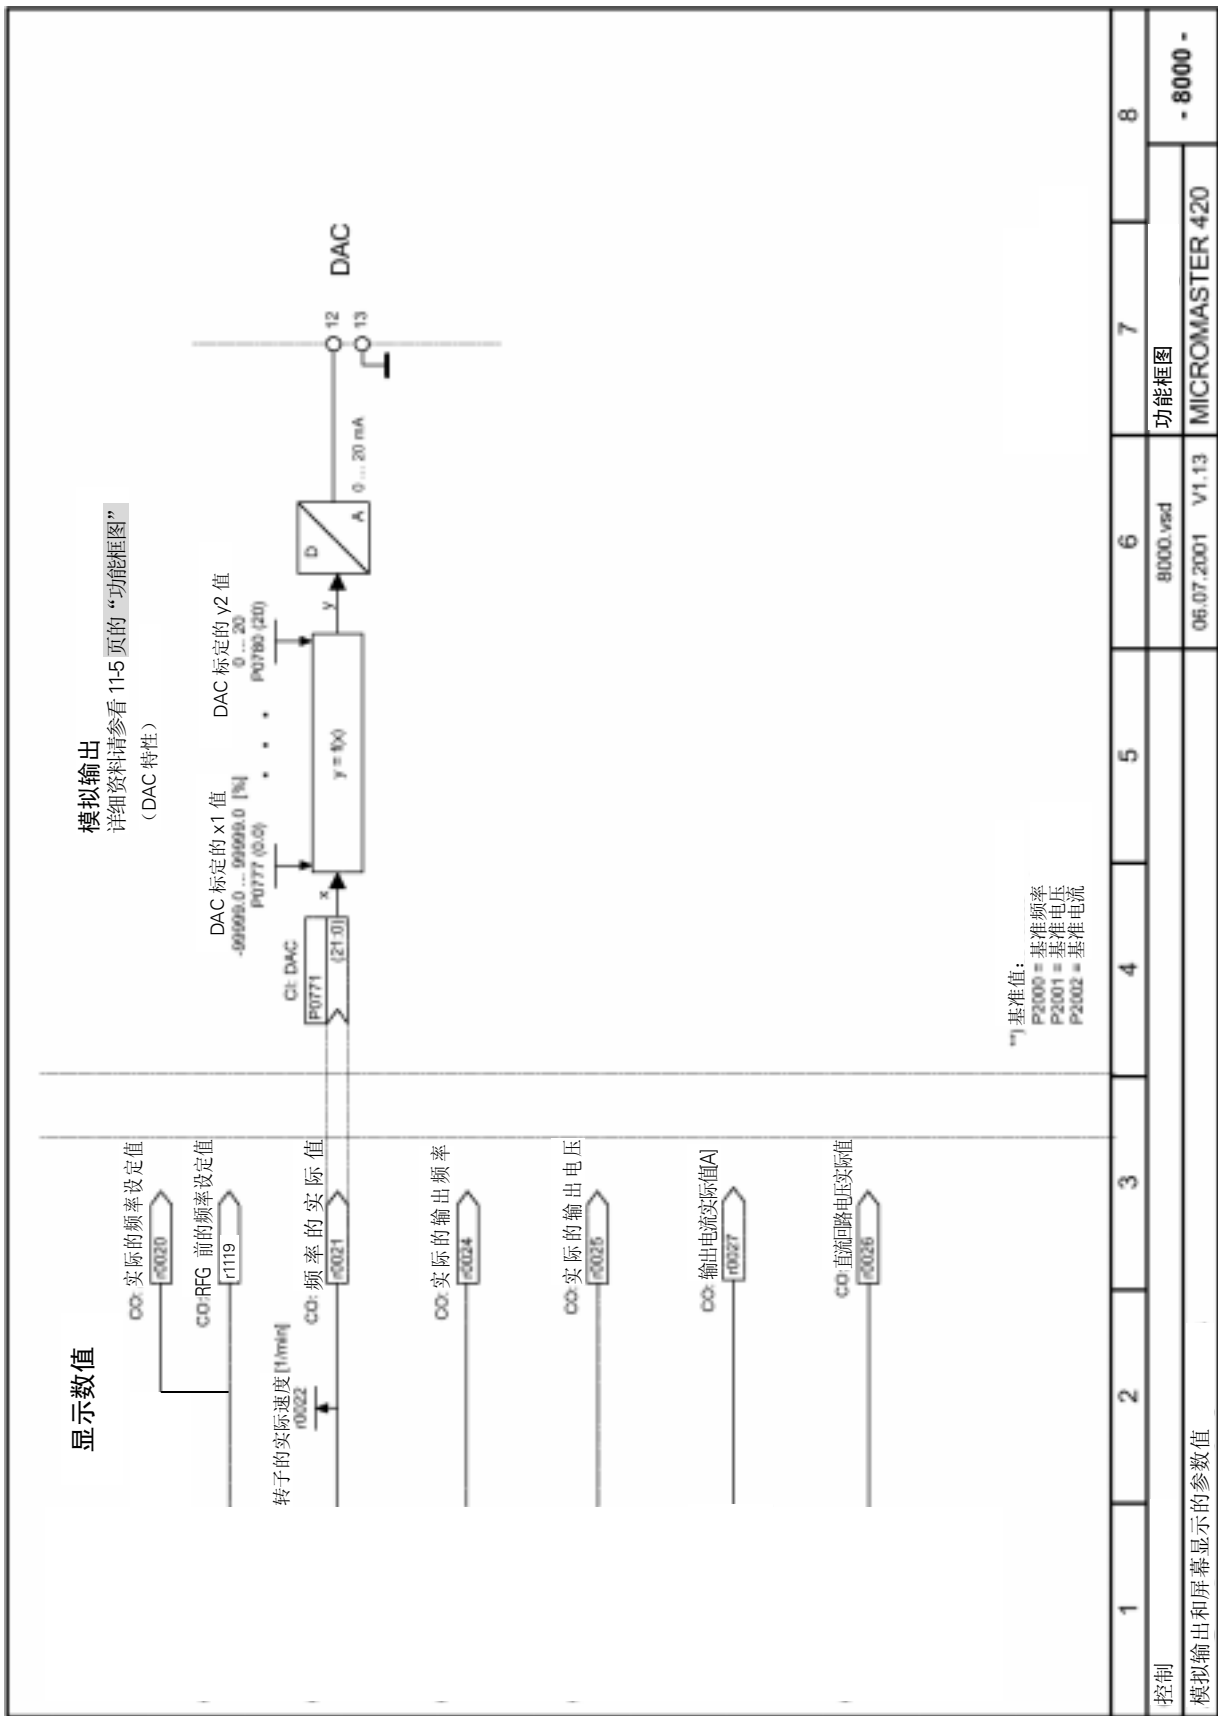 显示数值
模拟输出
详细资料请参看 11-5 页的“功能框图”
（DAC 特性）
CO: 实际的频率设定值
r0020
CO:RFG 前的频率设定值
r1119
转子的实际速度 [1/min]
r0022
CO: 频率的实际值
r0021
CO: 实际的输出频率
r0024
CO: 实际的输出电压
r0025
CO: 输出电流实际值[A]
r0027
CO:直流回路电压实际值
r0026
CI: DAC
P0771
(21:0)
x
DAC 标定的 x1 值
-99999.0 ... 99999.0 [%]
P0777 (0.0)
y = f(x)
DAC 标定的 y2 值
0 ... 20
P0780 (20)
y
D
A
0 ... 20 mA
12
13
DAC
基准值：
P2000 = 基准频率
P2001 = 基准电压
P2002 = 基准电流
1 2 3 4 5 6 7 8
控制
8000.vsd
功能框图
- 8000 -
模拟输出和屏幕显示的参数值
06.07.2001 V1.13
MICROMASTER 420